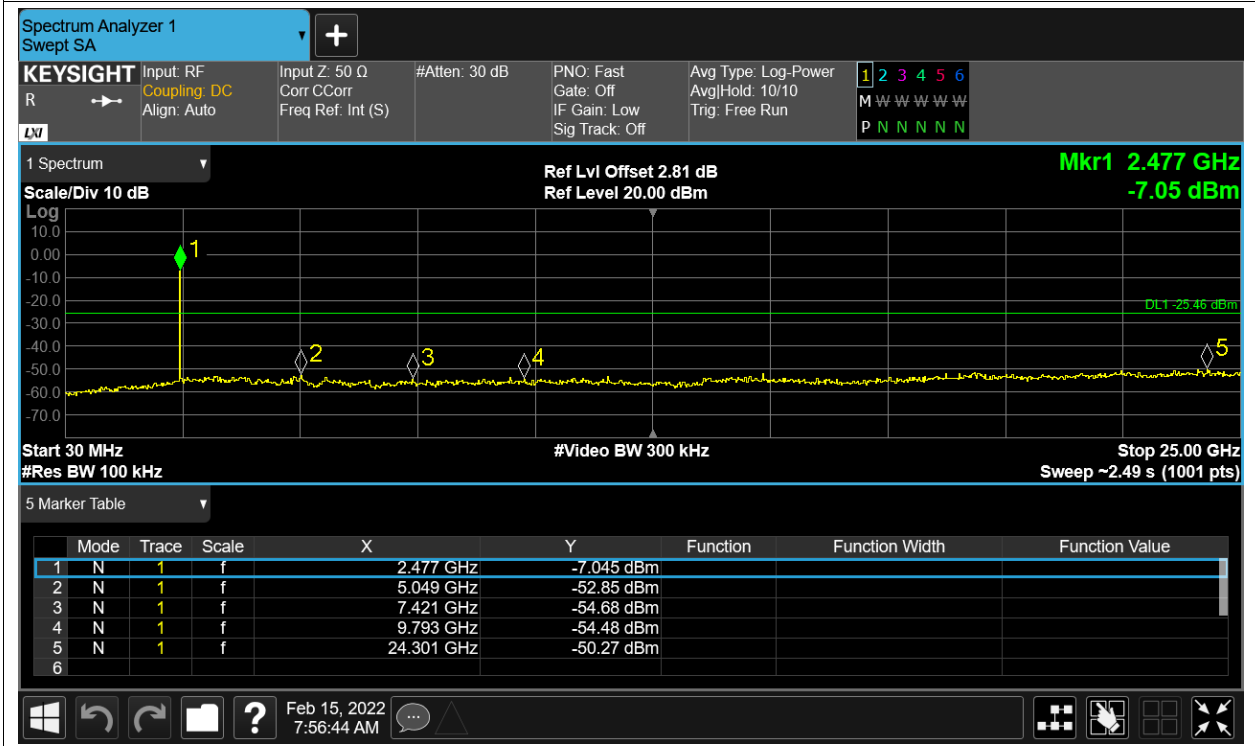 Spectrum Analyzer 1
Swept SA
+
KEYSIGHT
R
LXI
Input: RF
Coupling: DC
Align: Auto
Input Z: 50 Ω
Corr CCorr
Freq Ref: Int (S)
#Atten: 30 dB
PNO: Fast
Gate: Off
IF Gain: Low
Sig Track: Off
Avg Type: Log-Power
Avg|Hold: 10/10
Trig: Free Run
1 2 3 4 5 6
M W W W W W
P N N N N N
1 Spectrum
Scale/Div 10 dB
Ref Lvl Offset 2.81 dB
Ref Level 20.00 dBm
Mkr1 2.477 GHz
-7.05 dBm
Log
10.0
0.00
-10.0
-20.0
-30.0
-40.0
-50.0
-60.0
-70.0
1
2
3
4
5
DL1 -25.46 dBm
Start 30 MHz
#Video BW 300 kHz
Stop 25.00 GHz
#Res BW 100 kHz
Sweep ~2.49 s (1001 pts)
5 Marker Table
Mode Trace Scale X Y Function Function Width Function Value
1 N 1 f 2.477 GHz -7.045 dBm
2 N 1 f 5.049 GHz -52.85 dBm
3 N 1 f 7.421 GHz -54.68 dBm
4 N 1 f 9.793 GHz -54.48 dBm
5 N 1 f 24.301 GHz -50.27 dBm
6
?
Feb 15, 2022
7:56:44 AM